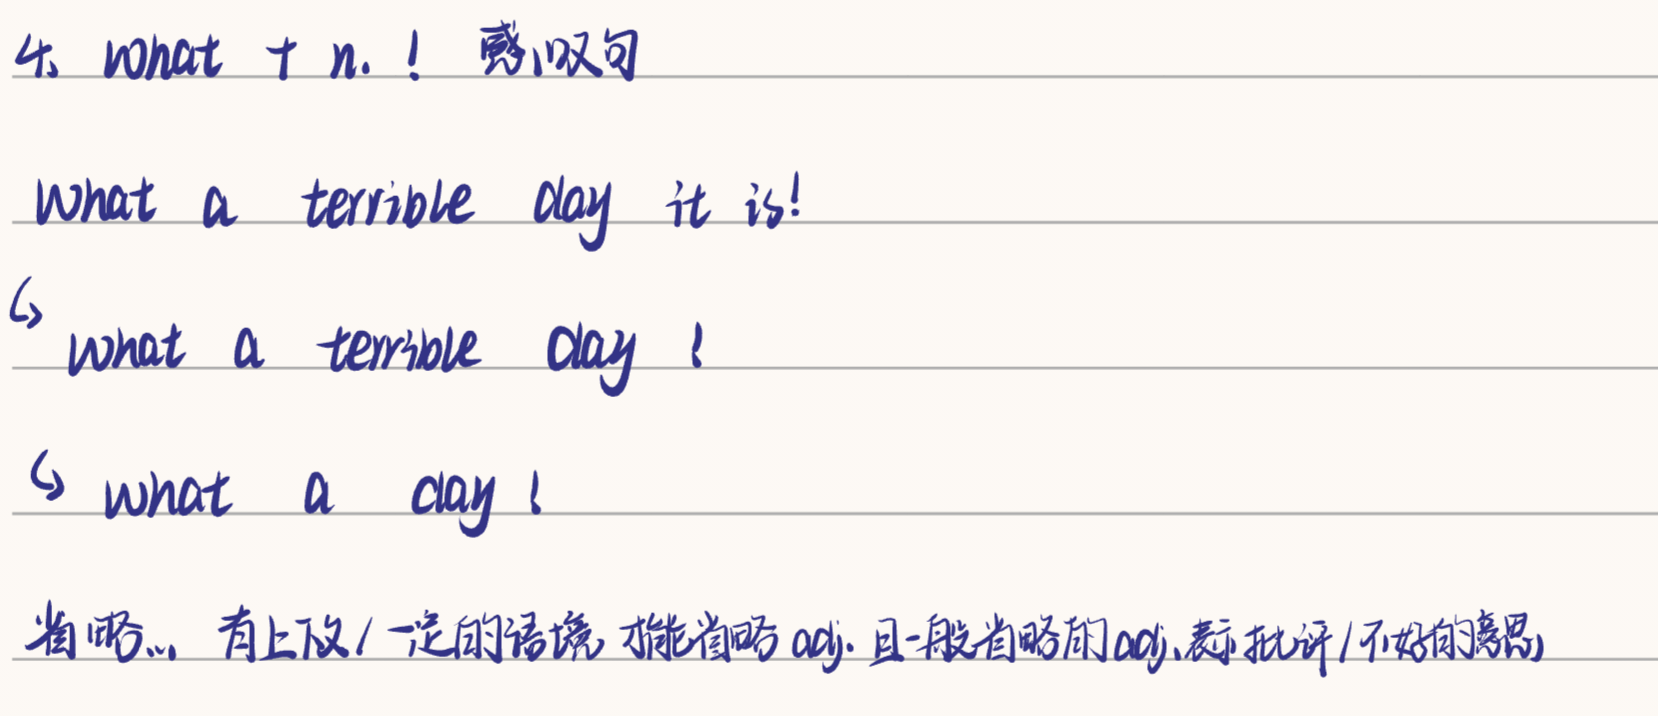 4、what + n. ! 感叹句
What a terrible day it is!
↳ what a terrible day !
↳ what a day !
省略... 有上下文/一定的语境，才能省略 adj. 且一般省略的 adj、表示批评/不好的意思，